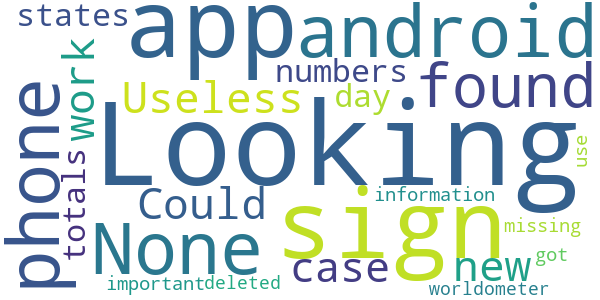 states
app
android
work
numbers
found
Useless
day
phone
Looking
use
totals
Could
information
sign
None
missing
case
new
got
important
deleted
worldometer